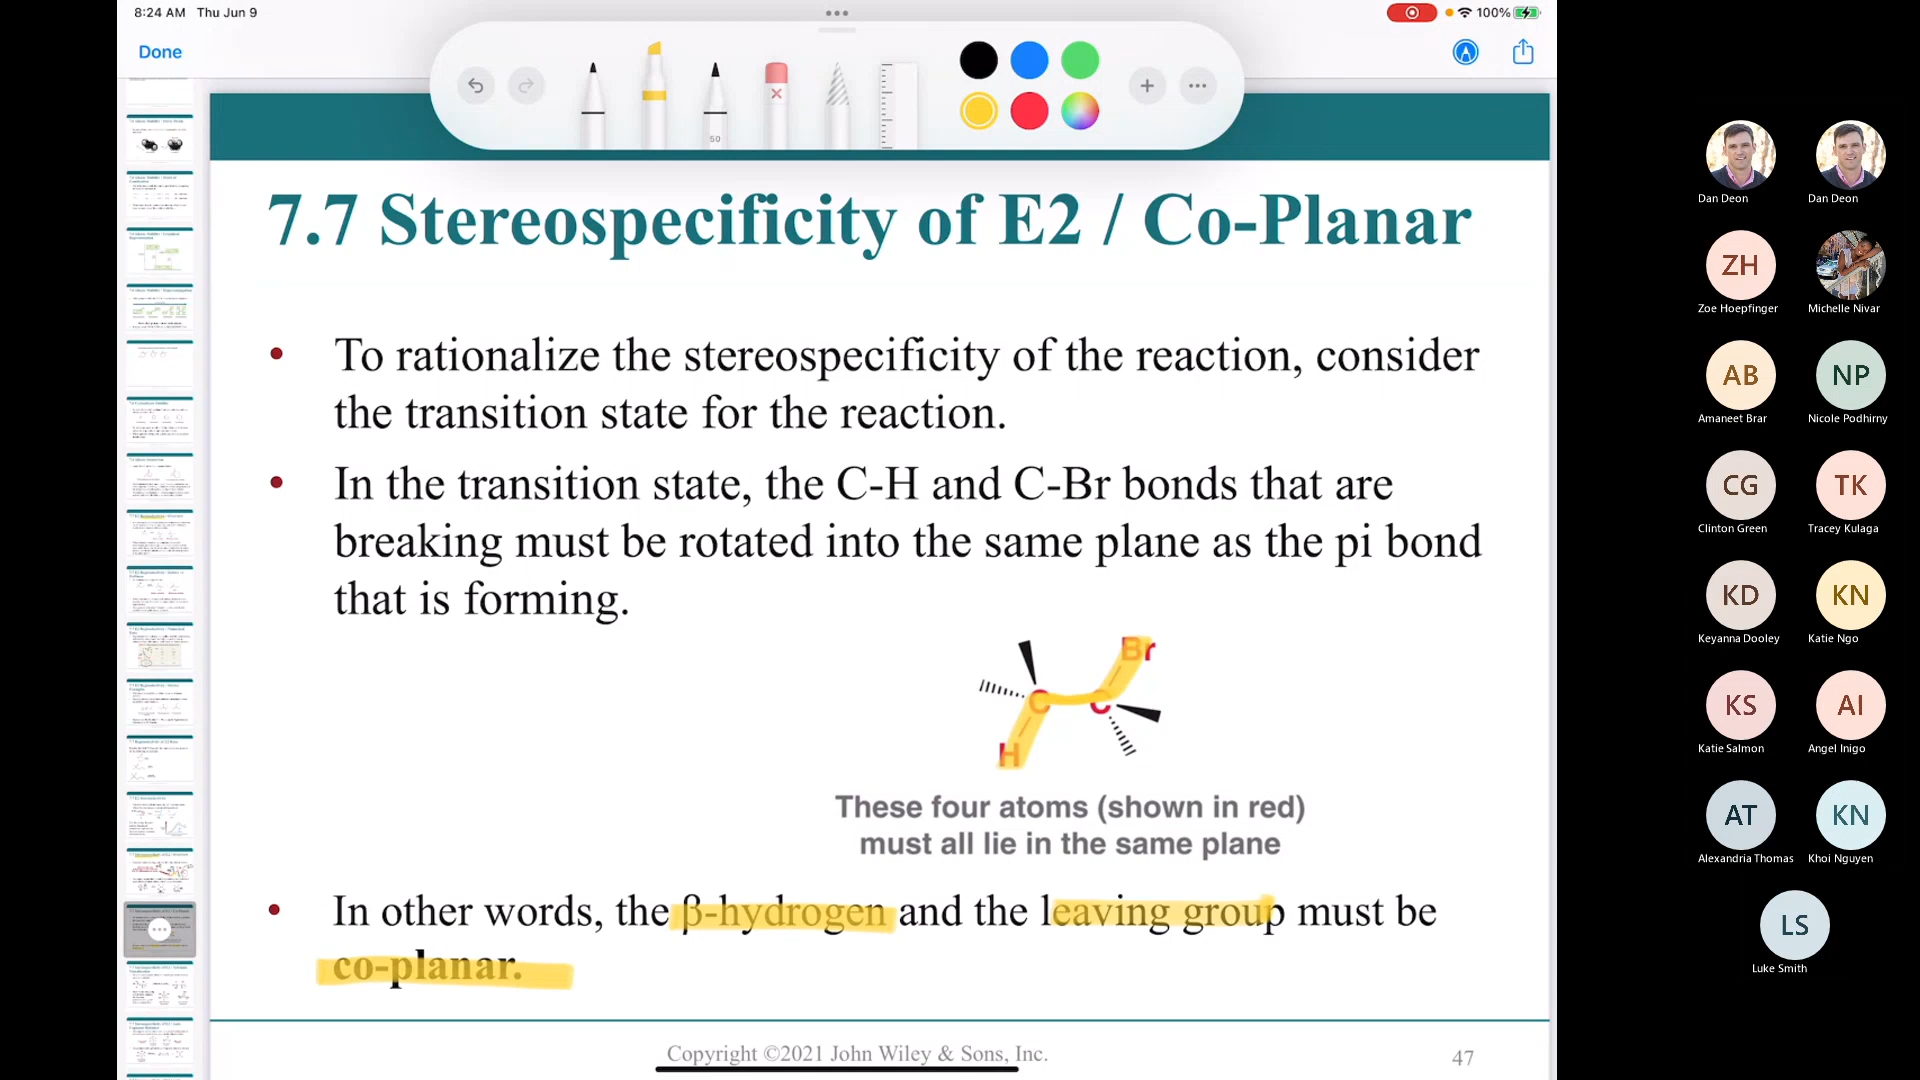 8:24 AM Thu Jun 9
100%
Done
50
7.7 Stereospecificity of E2 / Co-Planar
• To rationalize the stereospecificity of the reaction, consider
the transition state for the reaction.
• In the transition state, the C-H and C-Br bonds that are
breaking must be rotated into the same plane as the pi bond
that is forming.
Br
C C
H
These four atoms (shown in red)
must all lie in the same plane
• In other words, the β-hydrogen and the leaving group must be
co-planar.
Copyright ©2021 John Wiley & Sons, Inc.
47
Dan Deon
Dan Deon
ZH
Zoe Hoepfinger
Michelle Nivar
AB
Amaneet Brar
NP
Nicole Podhirny
CG
Clinton Green
TK
Tracey Kulaga
KD
Keyanna Dooley
KN
Katie Ngo
KS
Katie Salmon
AI
Angel Inigo
AT
Alexandria Thomas
KN
Khoi Nguyen
LS
Luke Smith